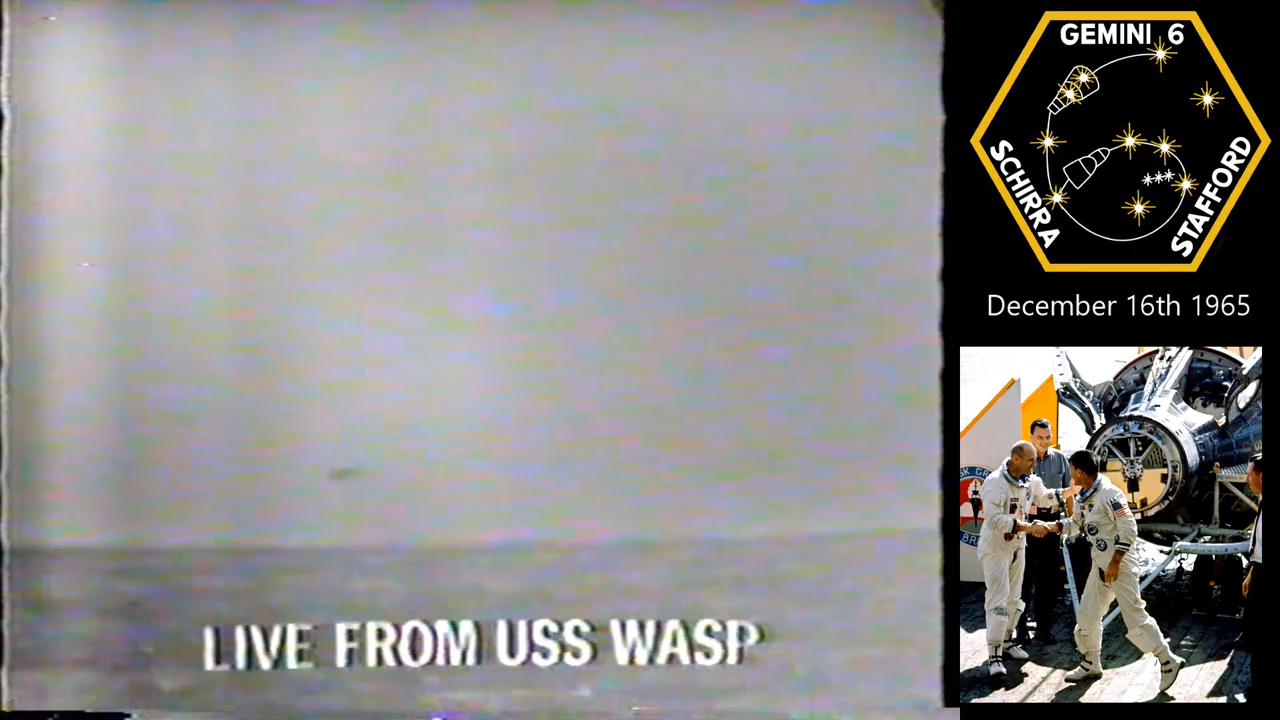 LIVE FROM USS WASP
GEMINI 6
SCHIRRA
STAFFORD
December 16th 1965